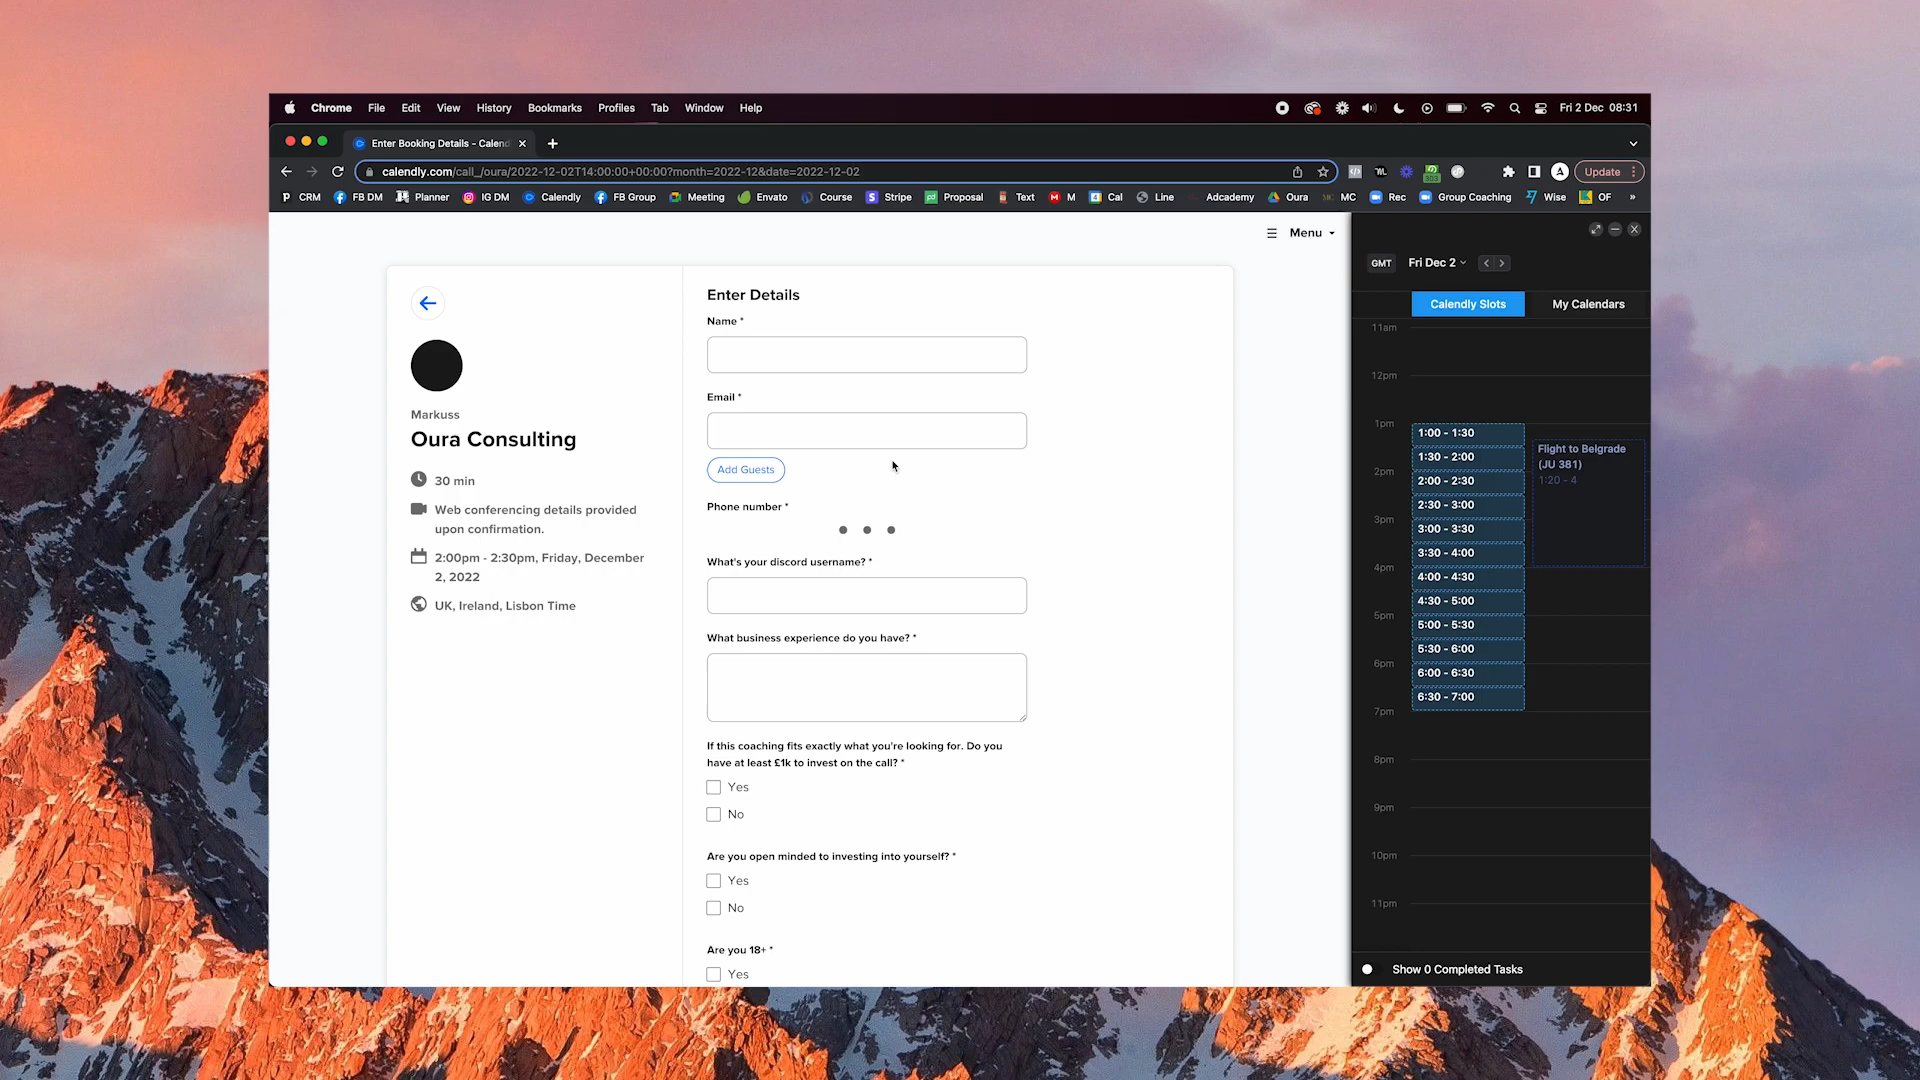 Chrome File Edit View History Bookmarks Profiles Tab Window Help
Fri 2 Dec 08:31
Enter Booking Details - Calend
calendly.com/call_/oura/2022-12-02T14:00:00+00:00?month=2022-12&date=2022-12-02
Update
CRM FB DM Planner IG DM Calendly FB Group Meeting Envato Course Stripe Proposal Text M Cal Line Adcademy Oura MC Rec Group Coaching Wise OF »
Menu
Markuss
Oura Consulting
30 min
Web conferencing details provided
upon confirmation.
2:00pm - 2:30pm, Friday, December
2, 2022
UK, Ireland, Lisbon Time
Enter Details
Name *
Email *
Add Guests
Phone number *
What's your discord username? *
What business experience do you have? *
If this coaching fits exactly what you're looking for. Do you
have at least £1k to invest on the call? *
Yes
No
Are you open minded to investing into yourself? *
Yes
No
Are you 18+ *
Yes
GMT Fri Dec 2
Calendly Slots My Calendars
11am
12pm
1pm
2pm
3pm
4pm
5pm
6pm
7pm
8pm
9pm
10pm
11pm
1:00 - 1:30
1:30 - 2:00
2:00 - 2:30
2:30 - 3:00
3:00 - 3:30
3:30 - 4:00
4:00 - 4:30
4:30 - 5:00
5:00 - 5:30
5:30 - 6:00
6:00 - 6:30
6:30 - 7:00
Flight to Belgrade
(JU 381)
1:20 - 4
Show 0 Completed Tasks